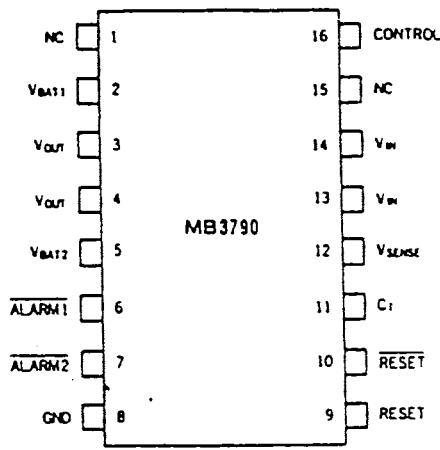 NC 1 16 CONTROL
VBAT1 2 15 NC
VOUT 3 14 VIN
VOUT 4 13 VIN
MB3790
VBAT2 5 12 VSENSE
ALARM1 6 11 CT
ALARM2 7 10 RESET
GND 8 9 RESET